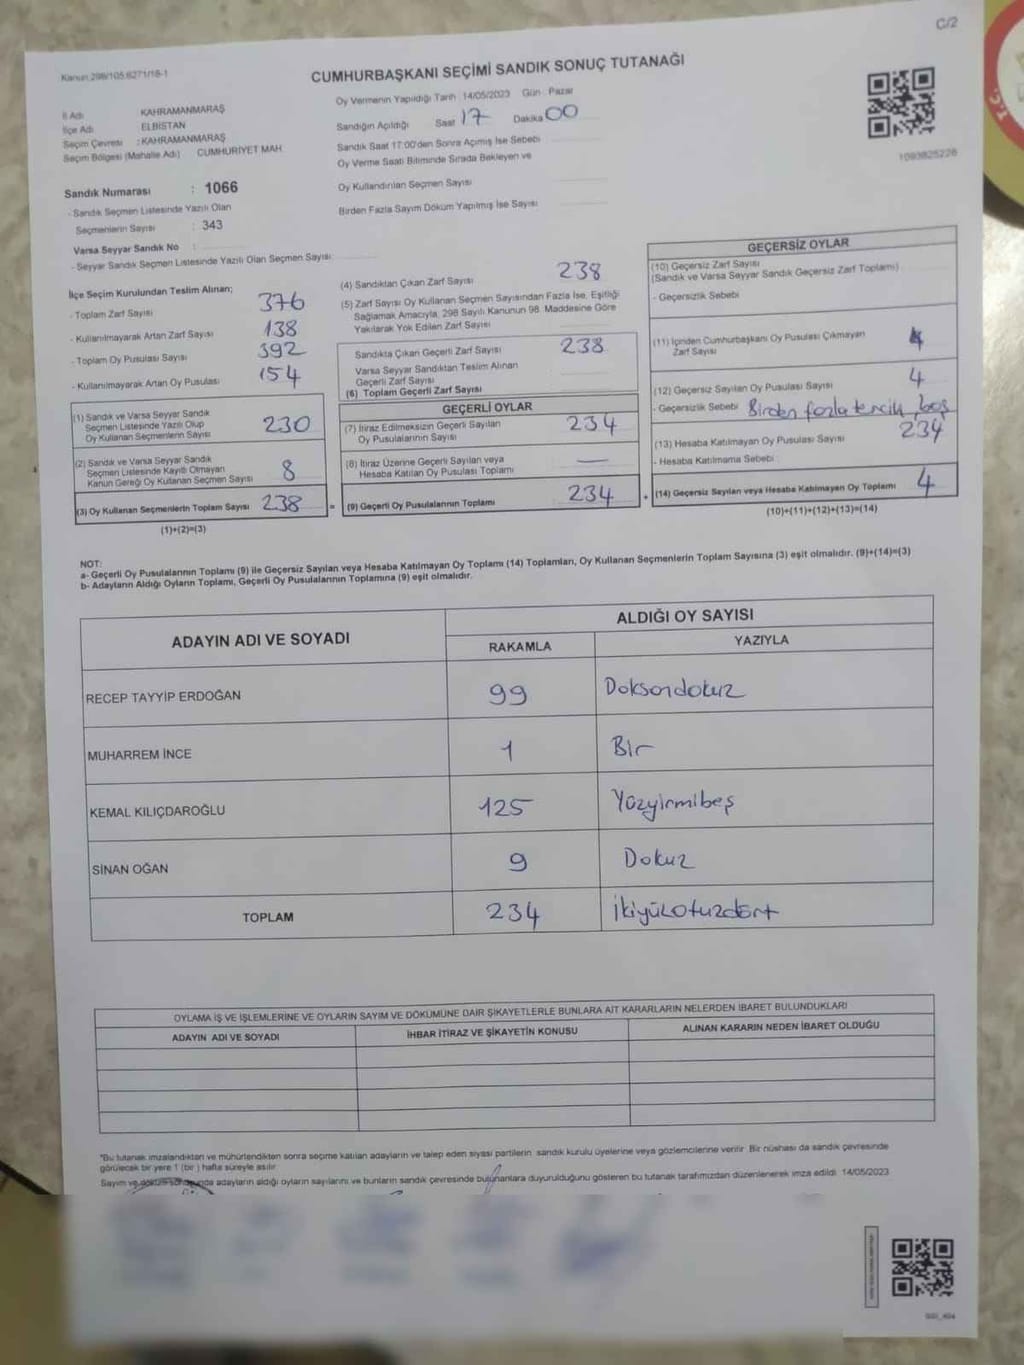 C/2
Kanun 298/105.6271/18-1
CUMHURBAŞKANI SEÇİMİ SANDIK SONUÇ TUTANAĞI
İl Adı KAHRAMANMARAŞ
İlçe Adı ELBİSTAN
Seçim Çevresi : KAHRAMANMARAŞ
Seçim Bölgesi (Mahalle Adı) CUMHURİYET MAH.
Sandık Numarası : 1066
- Sandık Seçmen Listesinde Yazılı Olan
Seçmenlerin Sayısı : 343
Varsa Seyyar Sandık No :
- Seyyar Sandık Seçmen Listesinde Yazılı Olan Seçmen Sayısı:
Oy Vermenin Yapıldığı Tarih : 14/05/2023 Gün : Pazar
Sandığın Açıldığı Saat 17 Dakika 00
Sandık Saat 17:00'den Sonra Açımış İse Sebebi
Oy Verme Saati Bitiminde Sırada Bekleyen ve
Oy Kullandırılan Seçmen Sayısı
Birden Fazla Sayım Döküm Yapılmış İse Sayısı
1093825226
İlçe Seçim Kurulundan Teslim Alınan;
- Toplam Zarf Sayısı 376
- Kullanılmayarak Artan Zarf Sayısı 138
- Toplam Oy Pusulası Sayısı 392
- Kullanılmayarak Artan Oy Pusulası 154
(1) Sandık ve Varsa Seyyar Sandık
Seçmen Listesinde Yazılı Olup
Oy Kullanan Seçmenlerin Sayısı 230
(2) Sandık ve Varsa Seyyar Sandık
Seçmen Listesinde Kayıtlı Olmayan
Kanun Gereği Oy Kullanan Seçmen Sayısı 8
(3) Oy Kullanan Seçmenlerin Toplam Sayısı 238
(1)+(2)=(3)
(4) Sandıktan Çıkan Zarf Sayısı 238
(5) Zarf Sayısı Oy Kullanan Seçmen Sayısından Fazla İse, Eşitliği
Sağlamak Amacıyla, 298 Sayılı Kanunun 98. Maddesine Göre
Yakılarak Yok Edilen Zarf Sayısı
Sandıkta Çıkan Geçerli Zarf Sayısı 238
Varsa Seyyar Sandıktan Teslim Alınan
Geçerli Zarf Sayısı
(6) Toplam Geçerli Zarf Sayısı
GEÇERLİ OYLAR
(7) İtiraz Edilmeksizin Geçerli Sayılan
Oy Pusulalarının Sayısı 234
(8) İtiraz Üzerine Geçerli Sayılan veya
Hesaba Katılan Oy Pusulası Toplamı —
= (9) Geçerli Oy Pusulalarının Toplamı 234
GEÇERSİZ OYLAR
(10) Geçersiz Zarf Sayısı
(Sandık ve Varsa Seyyar Sandık Geçersiz Zarf Toplamı)
- Geçersizlik Sebebi
(11) İçinden Cumhurbaşkanı Oy Pusulası Çıkmayan
Zarf Sayısı
(12) Geçersiz Sayılan Oy Pusulası Sayısı 4
- Geçersizlik Sebebi Birden fazla tercih, boş
(13) Hesaba Katılmayan Oy Pusulası Sayısı 234
- Hesaba Katılmama Sebebi :
+ (14) Geçersiz Sayılan veya Hesaba Katılmayan Oy Toplamı 4
(10)+(11)+(12)+(13)=(14)
NOT:
a- Geçerli Oy Pusulalarının Toplamı (9) ile Geçersiz Sayılan veya Hesaba Katılmayan Oy Toplamı (14) Toplamları, Oy Kullanan Seçmenlerin Toplam Sayısına (3) eşit olmalıdır. (9)+(14)=(3)
b- Adayların Aldığı Oyların Toplamı, Geçerli Oy Pusulalarının Toplamına (9) eşit olmalıdır.
ADAYIN ADI VE SOYADI
ALDIĞI OY SAYISI
RAKAMLA YAZIYLA
RECEP TAYYİP ERDOĞAN 99 Doksandokuz
MUHARREM İNCE 1 Bir
KEMAL KILIÇDAROĞLU 125 Yüzyirmibeş
SİNAN OĞAN 9 Dokuz
TOPLAM 234 İkiyüzotuzdört
OYLAMA İŞ VE İŞLEMLERİNE VE OYLARIN SAYIM VE DÖKÜMÜNE DAİR ŞİKAYETLERLE BUNLARA AİT KARARLARIN NELERDEN İBARET BULUNDUKLARI
ADAYIN ADI VE SOYADI İHBAR İTİRAZ VE ŞİKAYETİN KONUSU ALINAN KARARIN NEDEN İBARET OLDUĞU
*Bu tutanak imzalandıktan ve mühürlendikten sonra seçime katılan adayların ve talep eden siyasi partilerin sandık kurulu üyelerine veya gözlemcilerine verilir. Bir nüshası da sandık çevresinde
görülecek bir yere 1 (bir) hafta süreyle asılır.
Sayım ve döküm sonunda adayların aldığı oyların sayılarını ve bunların sandık çevresinde bulunanlara duyurulduğunu gösteren bu tutanak tarafımızdan düzenlenerek imza edildi. 14/05/2023